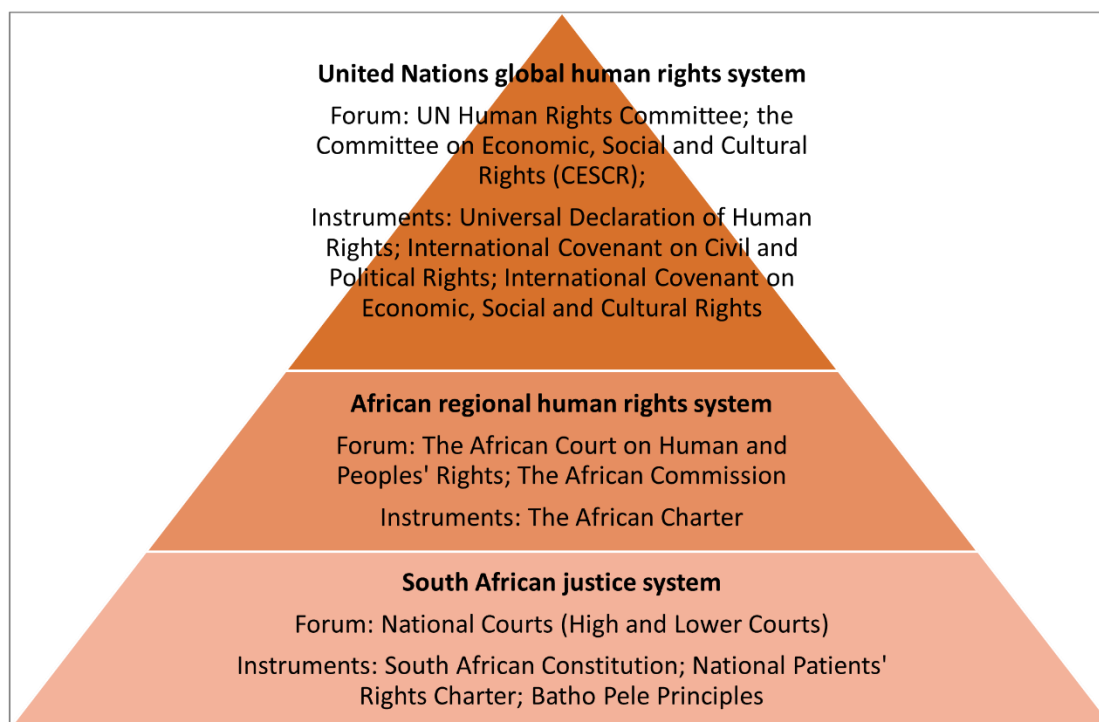 United Nations global human rights system
Forum: UN Human Rights Committee; the
Committee on Economic, Social and Cultural
Rights (CESCR);
Instruments: Universal Declaration of Human
Rights; International Covenant on Civil and
Political Rights; International Covenant on
Economic, Social and Cultural Rights
African regional human rights system
Forum: The African Court on Human and
Peoples' Rights; The African Commission
Instruments: The African Charter
South African justice system
Forum: National Courts (High and Lower Courts)
Instruments: South African Constitution; National Patients'
Rights Charter; Batho Pele Principles